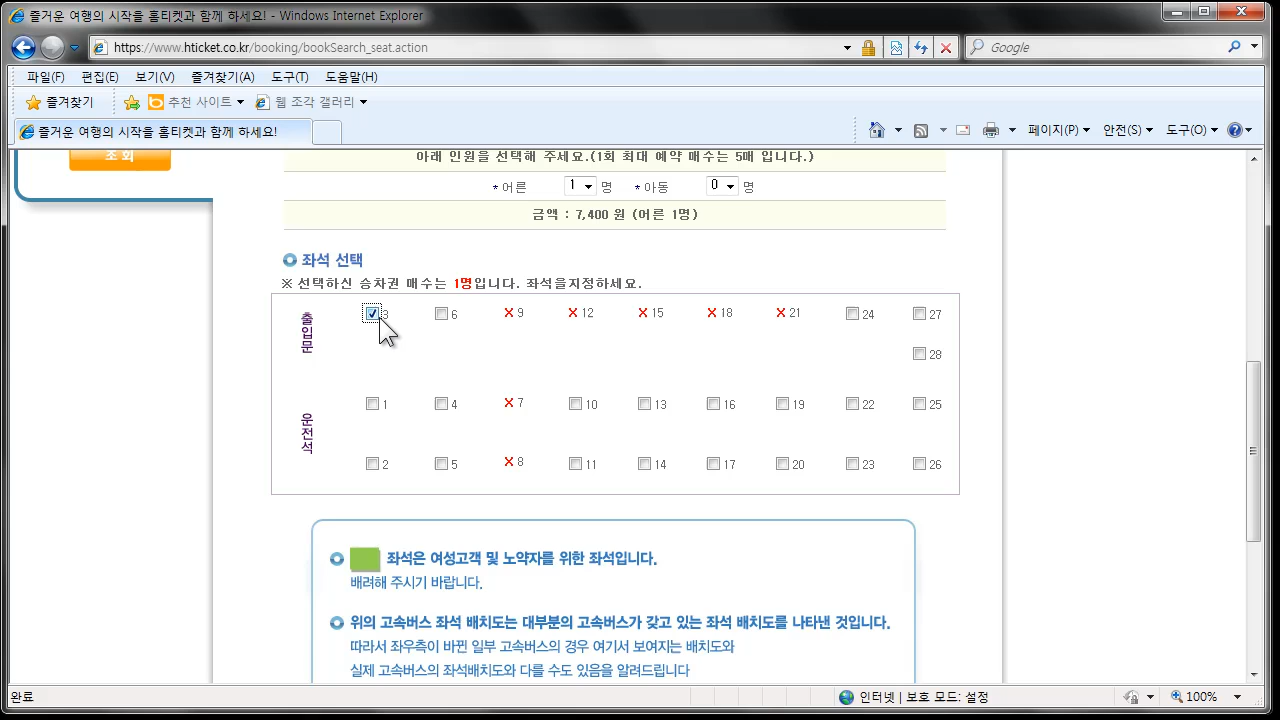 즐거운 여행의 시작을 홈티켓과 함께 하세요! - Windows Internet Explorer
https://www.hticket.co.kr/booking/bookSearch_seat.action
Google
파일(F) 편집(E) 보기(V) 즐겨찾기(A) 도구(T) 도움말(H)
즐겨찾기 추천 사이트 웹 조각 갤러리
즐거운 여행의 시작을 홈티켓과 함께 하세요! 페이지(P) 안전(S) 도구(O)
조회
아래 인원을 선택해 주세요.(1회 최대 예약 매수는 5매 입니다.)
* 어른 1 명 * 아동 0 명
금액 : 7,400 원 (어른 1명)
좌석 선택
※ 선택하신 승차권 매수는 1명입니다. 좌석을지정하세요.
출입문
3 6 X 9 X 12 X 15 X 18 X 21 24 27
28
운전석
1 4 X 7 10 13 16 19 22 25
2 5 X 8 11 14 17 20 23 26
좌석은 여성고객 및 노약자를 위한 좌석입니다.
배려해 주시기 바랍니다.
위의 고속버스 좌석 배치도는 대부분의 고속버스가 갖고 있는 좌석 배치도를 나타낸 것입니다.
따라서 좌우측이 바뀐 일부 고속버스의 경우 여기서 보여지는 배치도와
실제 고속버스의 좌석배치도와 다를 수도 있음을 알려드립니다
완료 인터넷 | 보호 모드: 설정 100%